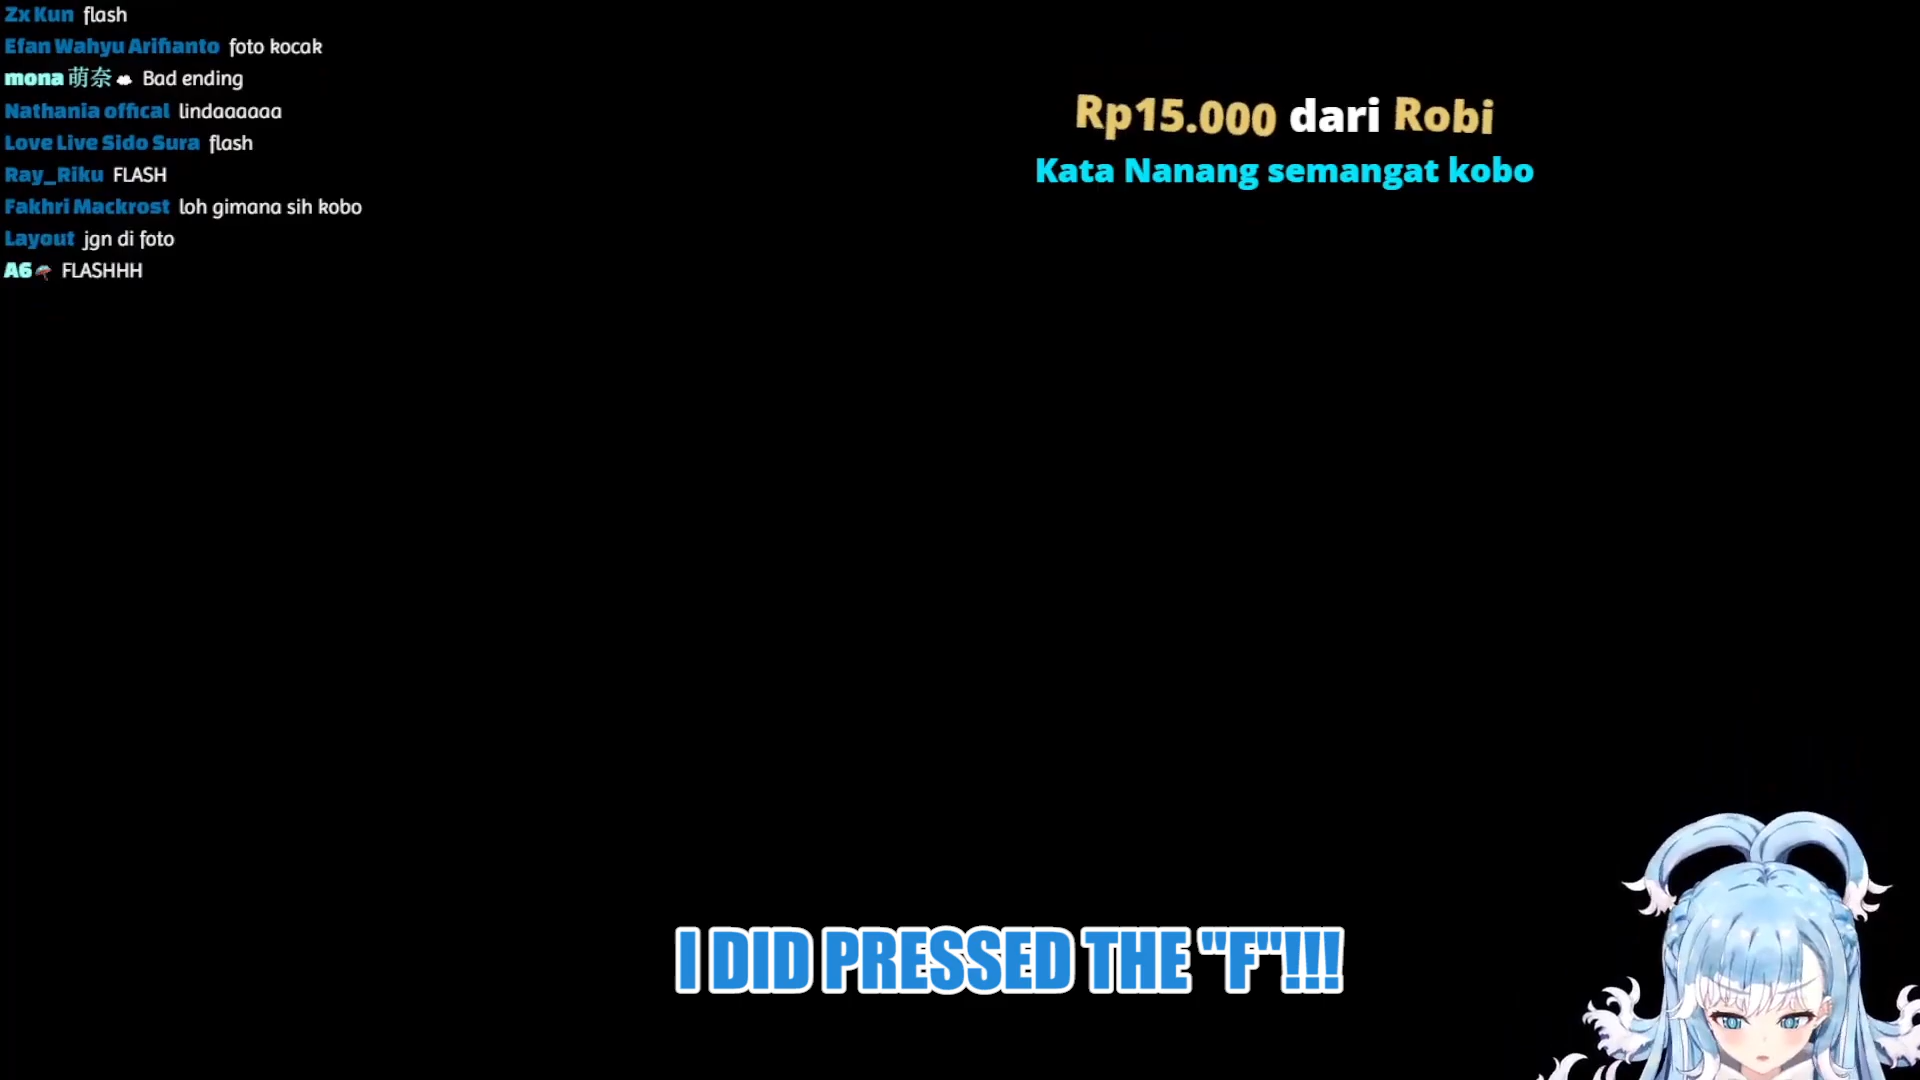 Zx Kun flash
Efan Wahyu Arifianto foto kocak
mona 萌奈 Bad ending
Nathania offical lindaaaaaa
Love Live Sido Sura flash
Ray_Riku FLASH
Fakhri Mackrost loh gimana sih kobo
Layout jgn di foto
A6 FLASHHH
Rp15.000 dari Robi
Kata Nanang semangat kobo
I DID PRESSED THE "F"!!!